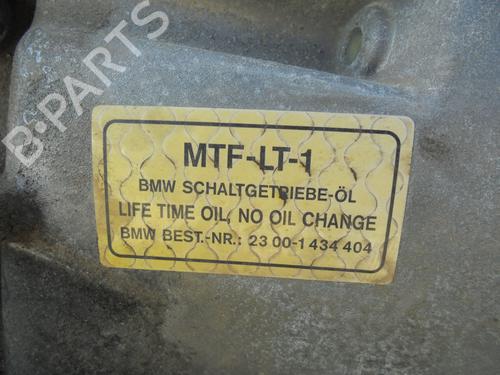 B-PARTS
MTF-LT-1
BMW SCHALTGETRIEBE-ÖL
LIFE TIME OIL, NO OIL CHANGE
BMW BEST.-NR.: 23 00-1 434 404